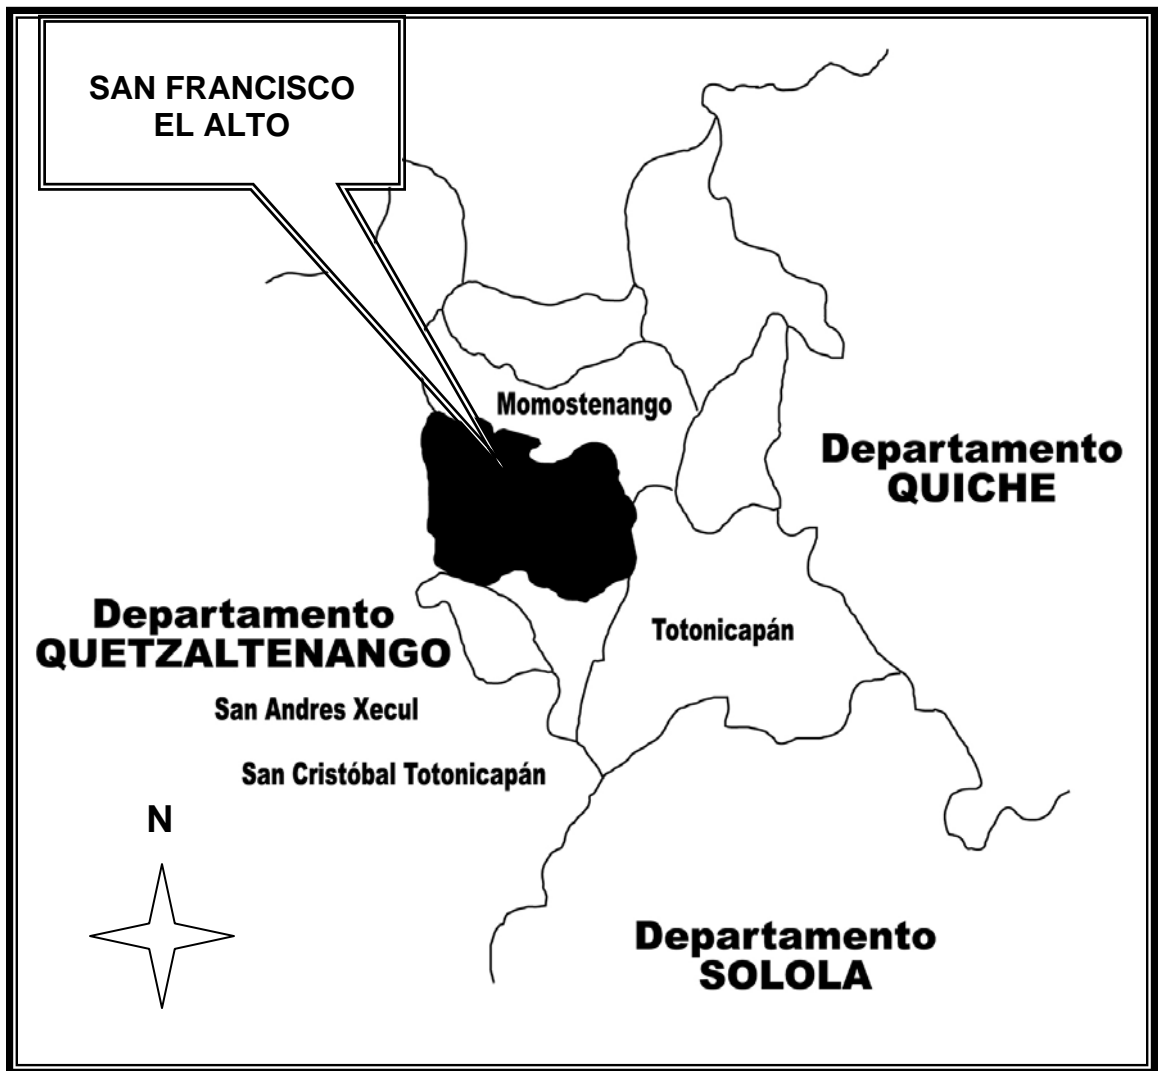 SAN FRANCISCO
EL ALTO
Momostenango
Departamento
QUICHE
Departamento
QUETZALTENANGO
Totonicapán
San Andres Xecul
San Cristóbal Totonicapán
N
Departamento
SOLOLA